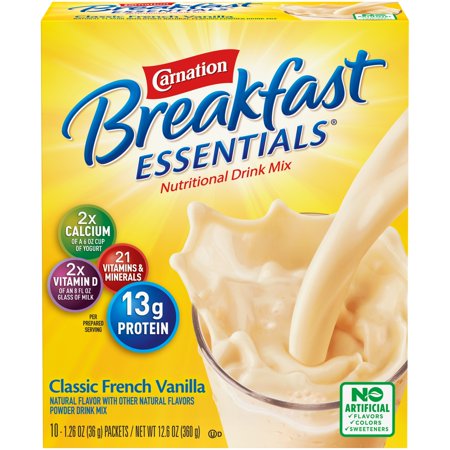 Classic French Vanilla
Carnation
Breakfast
ESSENTIALS®
Nutritional Drink Mix
2x
CALCIUM
OF A 6 OZ CUP
OF YOGURT
21
VITAMINS &
MINERALS
2x
VITAMIN D
OF AN 8 FL OZ
GLASS OF MILK
13g
PROTEIN
PER
PREPARED
SERVING
Classic French Vanilla
NATURAL FLAVOR WITH OTHER NATURAL FLAVORS
POWDER DRINK MIX
10 - 1.26 OZ (36 g) PACKETS / NET WT 12.6 OZ (360 g) U D
NO
ARTIFICIAL
FLAVORS
COLORS
SWEETENERS